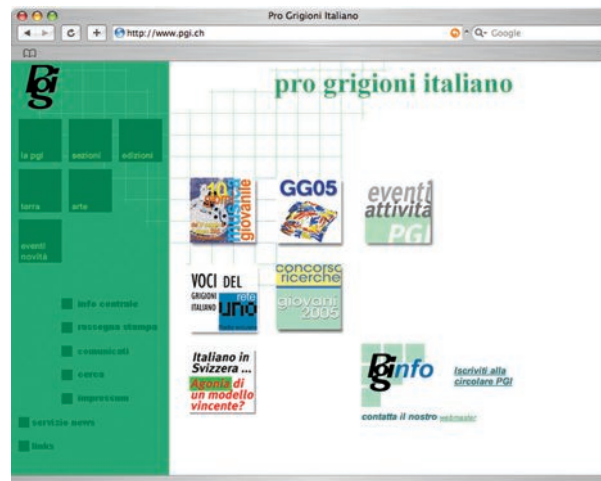 Pro Grigioni Italiano
http://www.pgi.ch
Google
Pgi
pro grigioni italiano
la pgi
sezioni
edizioni
terra
arte
eventi
novità
info centrale
rassegna stampa
comunicati
cerca
impressum
servizio news
links
10
giorni
musica
giovanile
GG05
eventi
attività
PGI
VOCI DEL
GRIGIONI
ITALIANO
rete
uno
concorso
ricerche
giovani
2005
Italiano in
Svizzera ...
Agonia di
un modello
vincente?
Pginfo
Iscriviti alla
circolare PGI
contatta il nostro webmaster